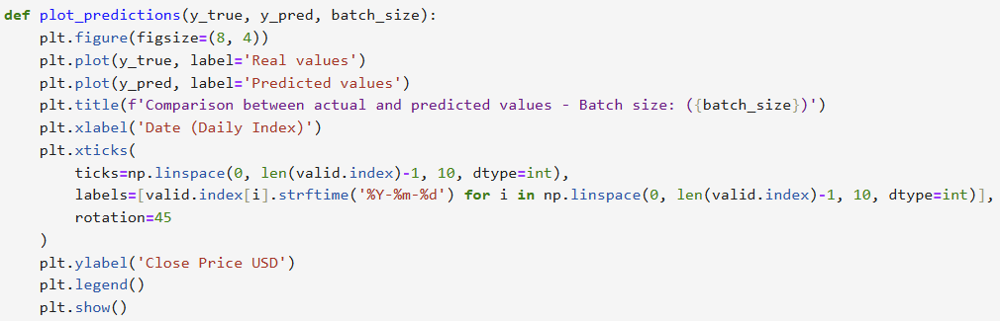 def plot_predictions(y_true, y_pred, batch_size):
    plt.figure(figsize=(8, 4))
    plt.plot(y_true, label='Real values')
    plt.plot(y_pred, label='Predicted values')
    plt.title(f'Comparison between actual and predicted values - Batch size: ({batch_size})')
    plt.xlabel('Date (Daily Index)')
    plt.xticks(
        ticks=np.linspace(0, len(valid.index)-1, 10, dtype=int),
        labels=[valid.index[i].strftime('%Y-%m-%d') for i in np.linspace(0, len(valid.index)-1, 10, dtype=int)],
        rotation=45
    )
    plt.ylabel('Close Price USD')
    plt.legend()
    plt.show()